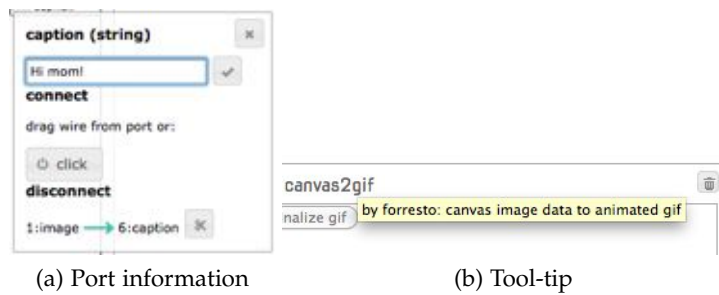 caption (string)
Hi mom!
connect
drag wire from port or:
click
disconnect
1:image 6:caption
canvas2gif
nalize gif
by forresto: canvas image data to animated gif
(a) Port information
(b) Tool-tip